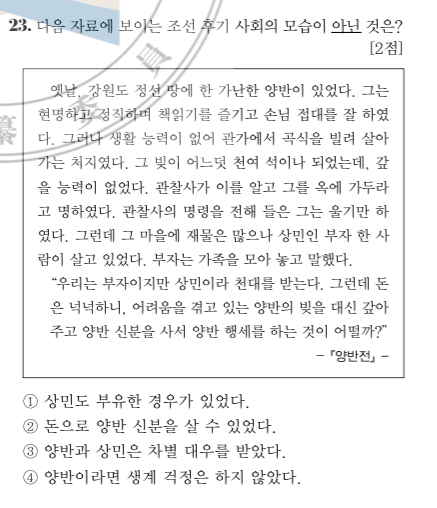 23. 다음 자료에 보이는 조선 후기 사회의 모습이 아닌 것은?
[2점]
옛날, 강원도 정선 땅에 한 가난한 양반이 있었다. 그는
현명하고 정직하며 책읽기를 즐기고 손님 접대를 잘 하였
다. 그러나 생활 능력이 없어 관가에서 곡식을 빌려 살아
가는 처지였다. 그 빚이 어느덧 천여 석이나 되었는데, 갚
을 능력이 없었다. 관찰사가 이를 알고 그를 옥에 가두라
고 명하였다. 관찰사의 명령을 전해 들은 그는 울기만 하
였다. 그런데 그 마을에 재물은 많으나 상민인 부자 한 사
람이 살고 있었다. 부자는 가족을 모아 놓고 말했다.
“우리는 부자이지만 상민이라 천대를 받는다. 그런데 돈
은 넉넉하니, 어려움을 겪고 있는 양반의 빚을 대신 갚아
주고 양반 신분을 사서 양반 행세를 하는 것이 어떨까?”
- 『양반전』 -
① 상민도 부유한 경우가 있었다.
② 돈으로 양반 신분을 살 수 있었다.
③ 양반과 상민은 차별 대우를 받았다.
④ 양반이라면 생계 걱정은 하지 않았다.